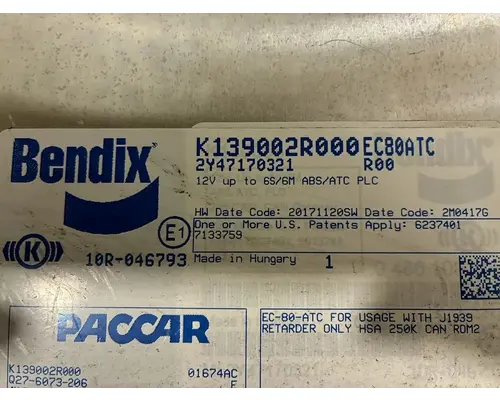 Bendix
K139002R000 EC80ATC
2Y47170321 R00
12V up to 6S/6M ABS/ATC PLC
HW Date Code: 20171120SW Date Code: 2M0417G
One or More U.S. Patents Apply: 6237401
7133759
Made in Hungary 1
K
E1
10R-046793
PACCAR
K139002R000 01674AC
Q27-6073-206 F
EC-80-ATC FOR USAGE WITH J1939
RETARDER ONLY HSA 250K CAN ROM2